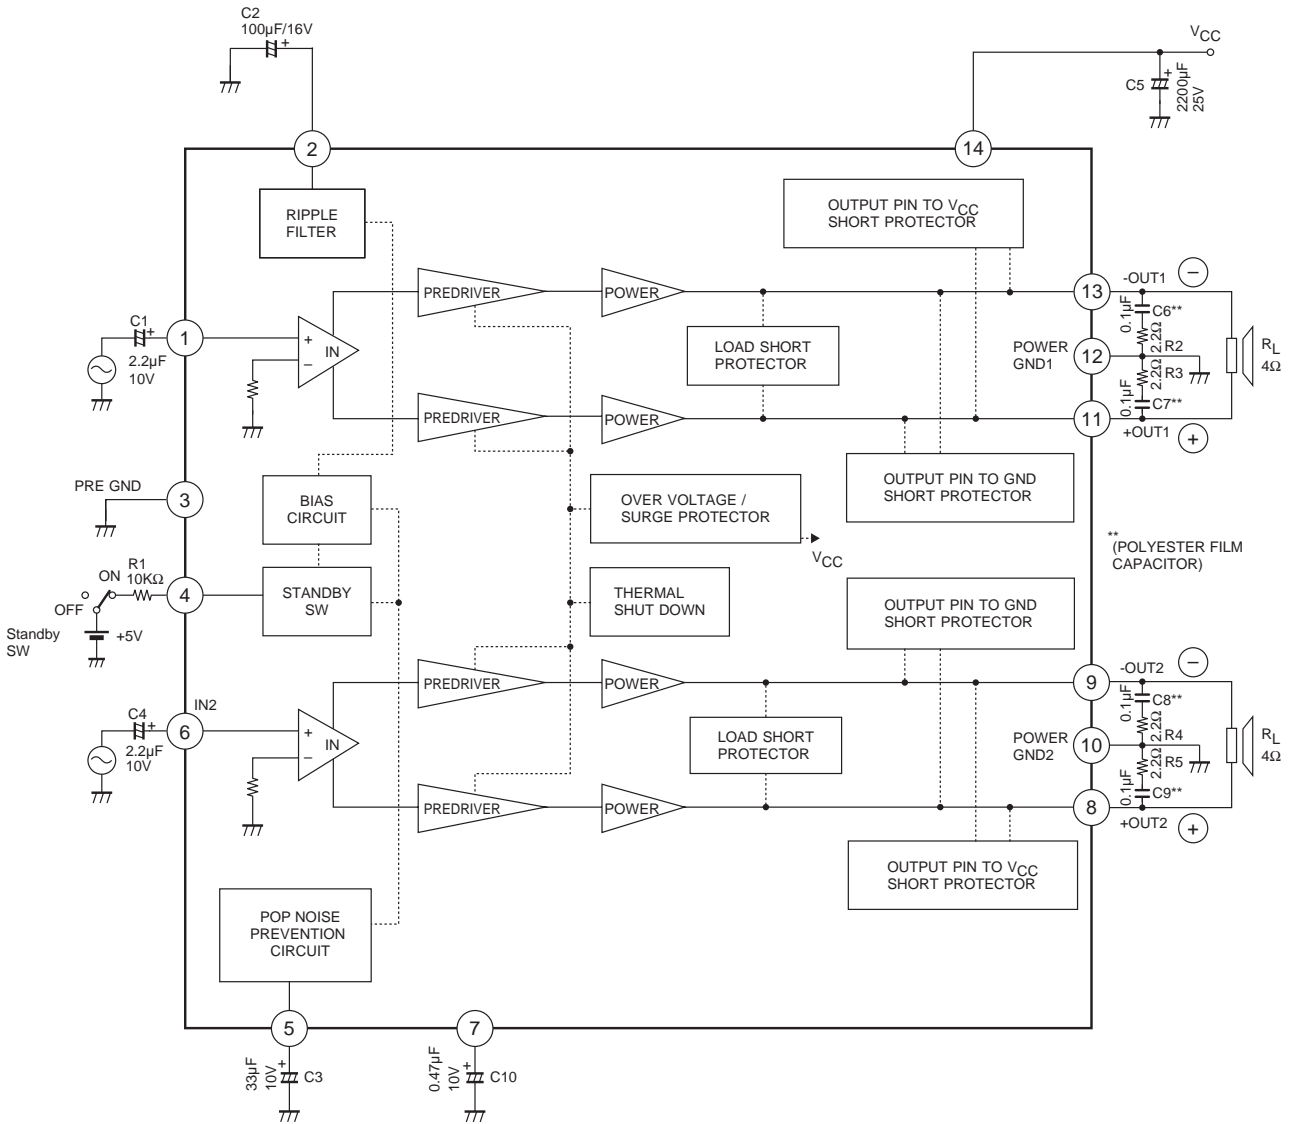 C2
100μF/16V
+
VCC
C5
+
2200μF
25V
2
14
RIPPLE
FILTER
OUTPUT PIN TO VCC
SHORT PROTECTOR
PREDRIVER
POWER
13
-OUT1
−
C1
+
2.2μF
10V
1
+
−
IN
LOAD SHORT
PROTECTOR
POWER
GND1
12
0.1μF
C6**
2.2Ω
R2
2.2Ω
R3
0.1μF
C7**
RL
4Ω
PREDRIVER
POWER
11
+OUT1
+
PRE GND
3
BIAS
CIRCUIT
OVER VOLTAGE /
SURGE PROTECTOR
VCC
OUTPUT PIN TO GND
SHORT PROTECTOR
**
(POLYESTER FILM
CAPACITOR)
R1
10KΩ
ON
OFF
4
Standby
SW
+5V
STANDBY
SW
THERMAL
SHUT DOWN
OUTPUT PIN TO GND
SHORT PROTECTOR
PREDRIVER
POWER
9
-OUT2
−
C4
+
2.2μF
10V
IN2
6
+
−
IN
LOAD SHORT
PROTECTOR
POWER
GND2
10
0.1μF
C8**
2.2Ω
R4
2.2Ω
R5
0.1μF
C9**
RL
4Ω
PREDRIVER
POWER
8
+OUT2
+
OUTPUT PIN TO VCC
SHORT PROTECTOR
POP NOISE
PREVENTION
CIRCUIT
5
7
33μF
10V
+
C3
0.47μF
10V
+
C10